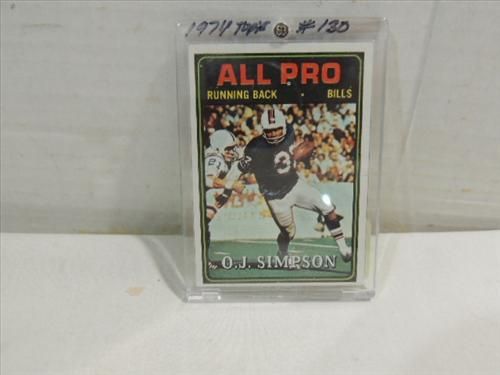 1974 Topps #130
ALL PRO
RUNNING BACK BILLS
O.J. SIMPSON